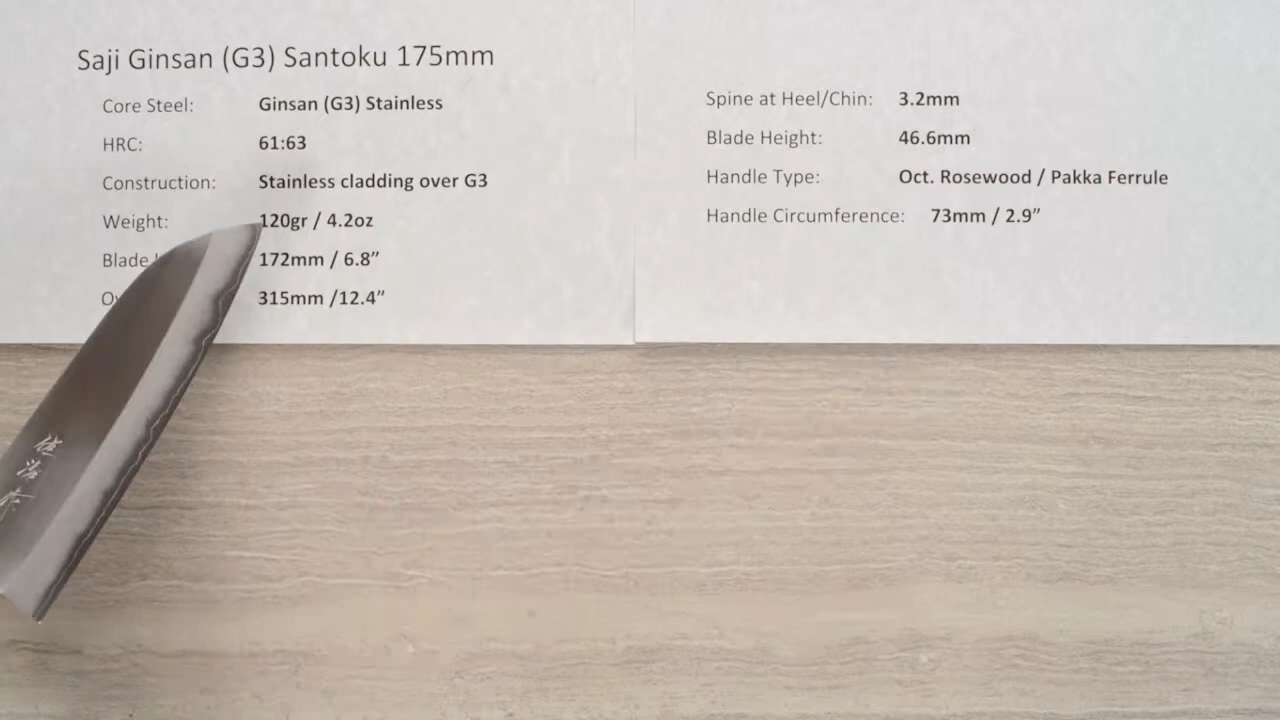 Saji Ginsan (G3) Santoku 175mm
Core Steel: Ginsan (G3) Stainless
HRC: 61:63
Construction: Stainless cladding over G3
Weight: 120gr / 4.2oz
Blade 172mm / 6.8”
315mm /12.4”
Spine at Heel/Chin: 3.2mm
Blade Height: 46.6mm
Handle Type: Oct. Rosewood / Pakka Ferrule
Handle Circumference: 73mm / 2.9”
佐治